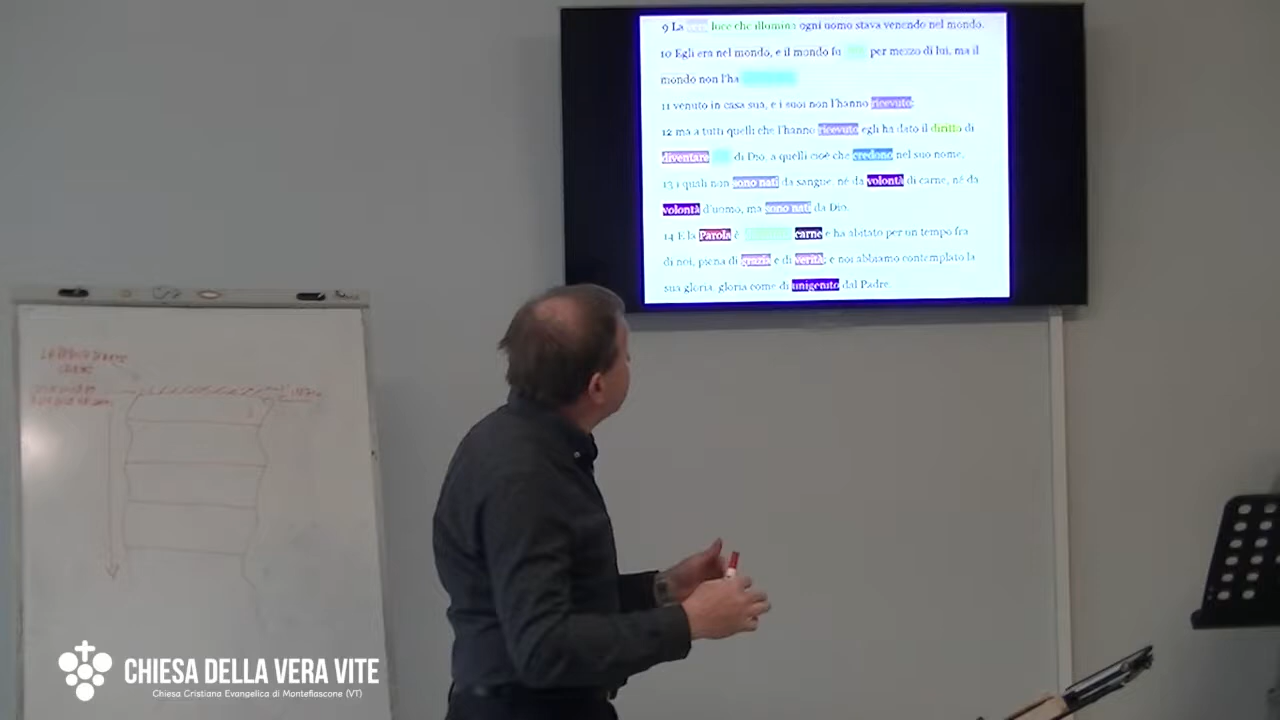 9 La luce che illumina ogni uomo stava venendo nel mondo.
10 Egli era nel mondo, e il mondo fu per mezzo di lui, ma il
mondo non l'ha
11 venuto in casa sua, e i suoi non l'hanno ricevuto;
12 ma a tutti quelli che l'hanno ricevuto egli ha dato il diritto di
diventare di Dio, a quelli cioè che credono nel suo nome,
13 i quali non sono nati da sangue, né da volontà di carne, né da
volontà d'uomo, ma sono nati da Dio.
14 E la Parola è carne e ha abitato per un tempo fra
di noi, piena di grazia e di verità, e noi abbiamo contemplato la
sua gloria, gloria come di unigenito dal Padre.
CHIESA DELLA VERA VITE
Chiesa Cristiana Evangelica di Montefiascone (VT)